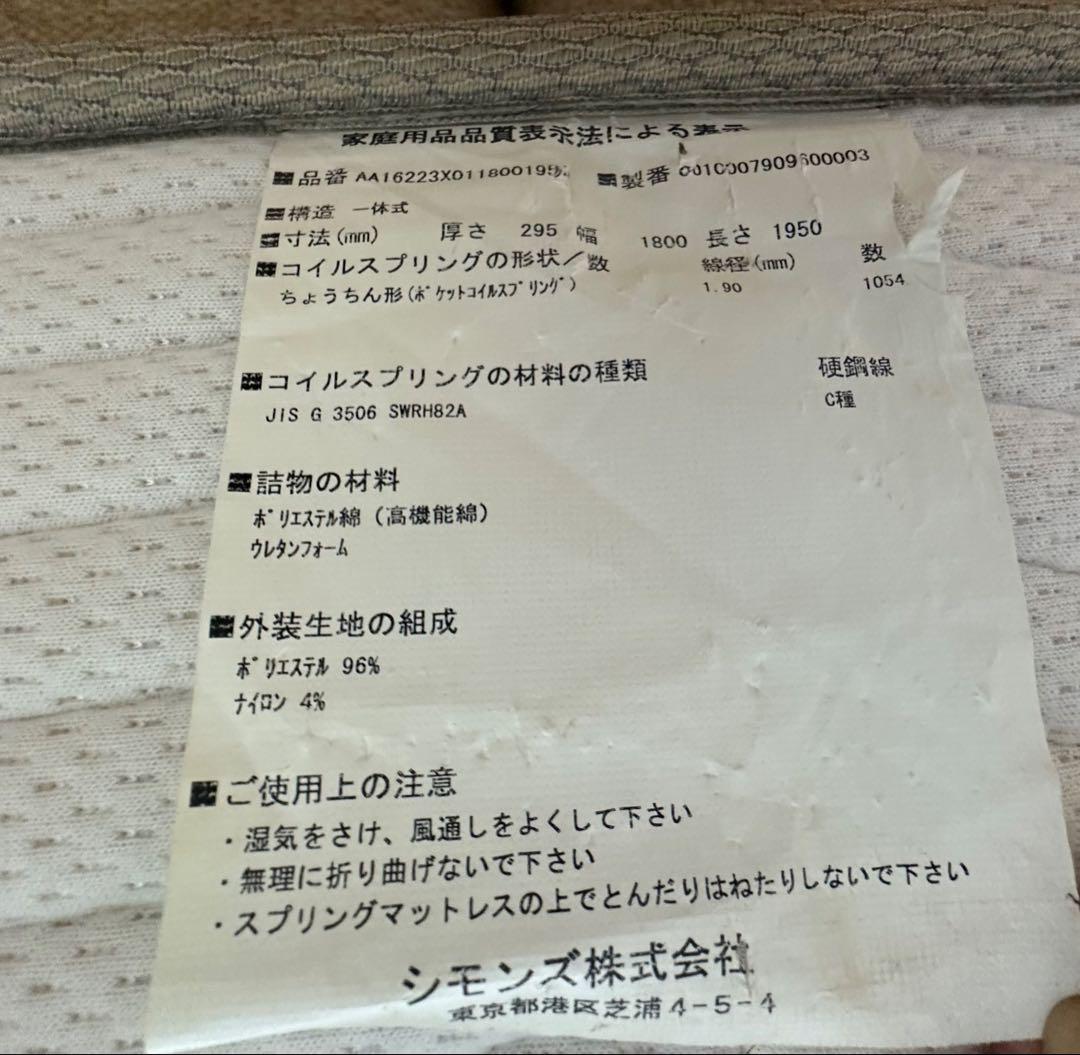 家庭用品品質表示法による表示
■品番 AA16223X01180019 ■製番 001C007909600003
■構造 一体式
■寸法(mm) 厚さ 295 幅 1800 長さ 1950
■コイルスプリングの形状/数 線径(mm) 数
ちょうちん形(ポケットコイルスプリング) 1.90 1054
■コイルスプリングの材料の種類 硬鋼線
JIS G 3506 SWRH82A C種
■詰物の材料
ポリエステル綿 (高機能綿)
ウレタンフォーム
■外装生地の組成
ポリエステル 96%
ナイロン 4%
■ご使用上の注意
・湿気をさけ、風通しをよくして下さい
・無理に折り曲げないで下さい
・スプリングマットレスの上でとんだりはねたりしないで下さい
シモンズ株式会社
東京都港区芝浦4-5-4